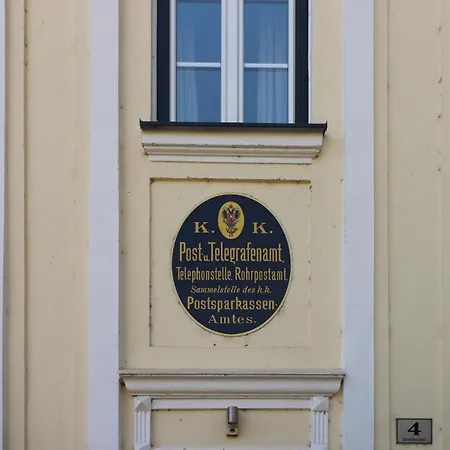 K. K.
Post u. Telegrafenamt,
Telephonstelle, Rohrpostamt,
Sammelstelle des k.k.
Postsparkassen-
Amtes.
4